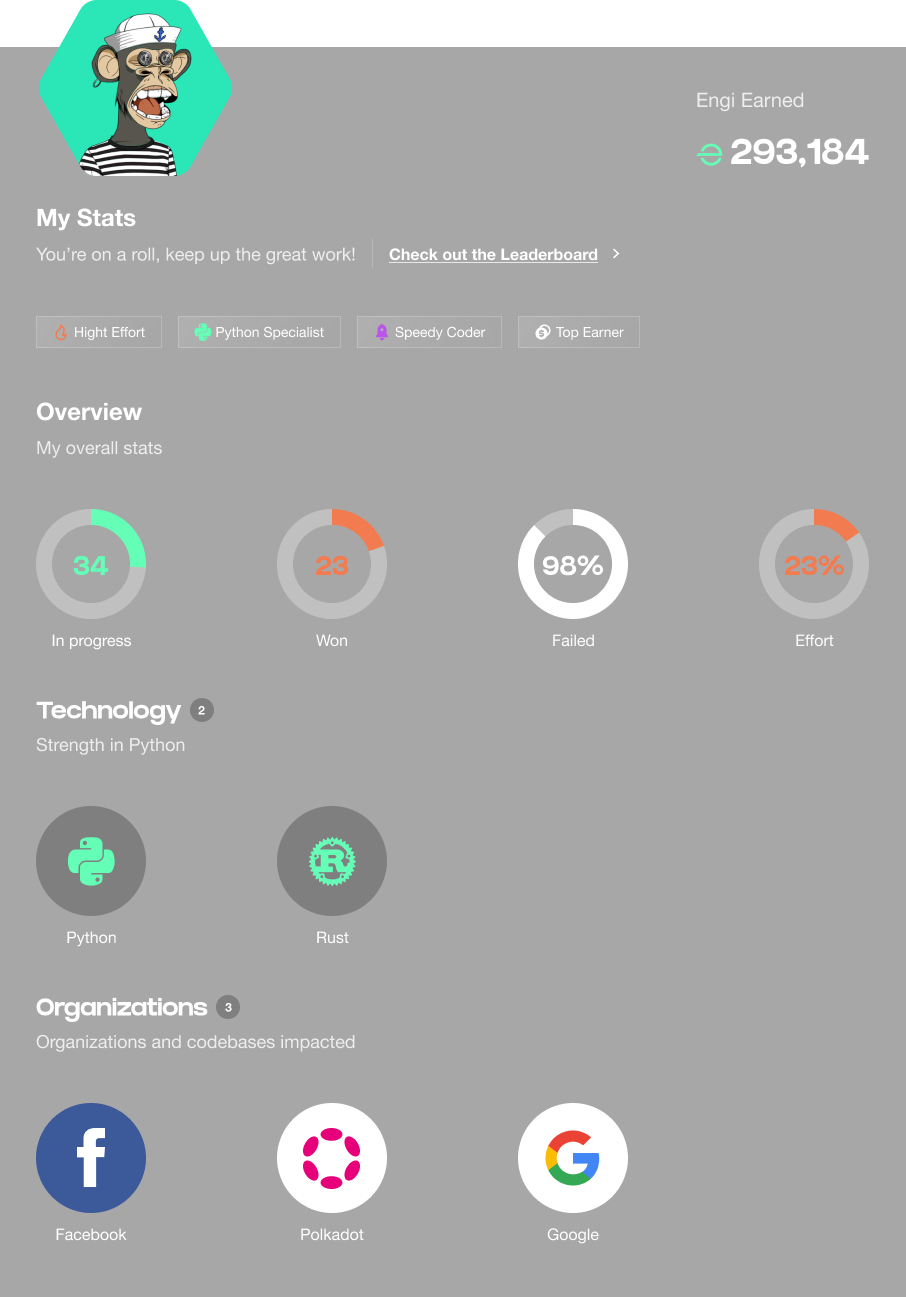 Engi Earned
293,184
My Stats
You're on a roll, keep up the great work!
Check out the Leaderboard
Hight Effort
Python Specialist
Speedy Coder
Top Earner
Overview
My overall stats
34
23
98%
23%
In progress
Won
Failed
Effort
Technology 2
Strength in Python
R
Python
Rust
Organizations 3
Organizations and codebases impacted
f
G
Facebook
Polkadot
Google